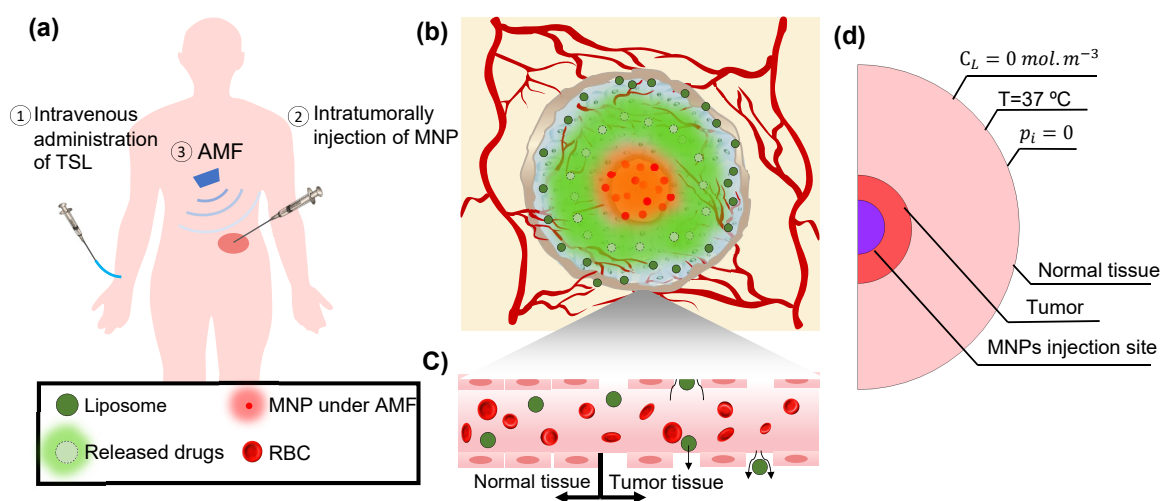 (a)
① Intravenous
administration
of TSL
② Intratumorally
injection of MNP
③ AMF
Liposome
MNP under AMF
Released drugs
RBC
(b)
C)
Normal tissue
Tumor tissue
(d)
C_L = 0 mol.m⁻³
T=37 ºC
p_i = 0
Normal tissue
Tumor
MNPs injection site